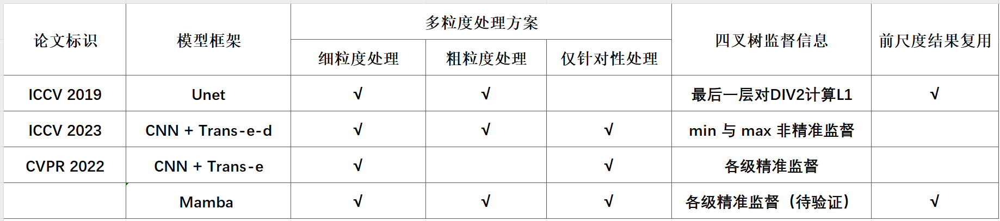 论文标识 模型框架 多粒度处理方案 四叉树监督信息 前尺度结果复用
细粒度处理 粗粒度处理 仅针对性处理
ICCV 2019 Unet √ √ 最后一层对DIV2计算L1 √
ICCV 2023 CNN + Trans-e-d √ √ √ min 与 max 非精准监督
CVPR 2022 CNN + Trans-e √ √ 各级精准监督
Mamba √ √ √ 各级精准监督（待验证） √